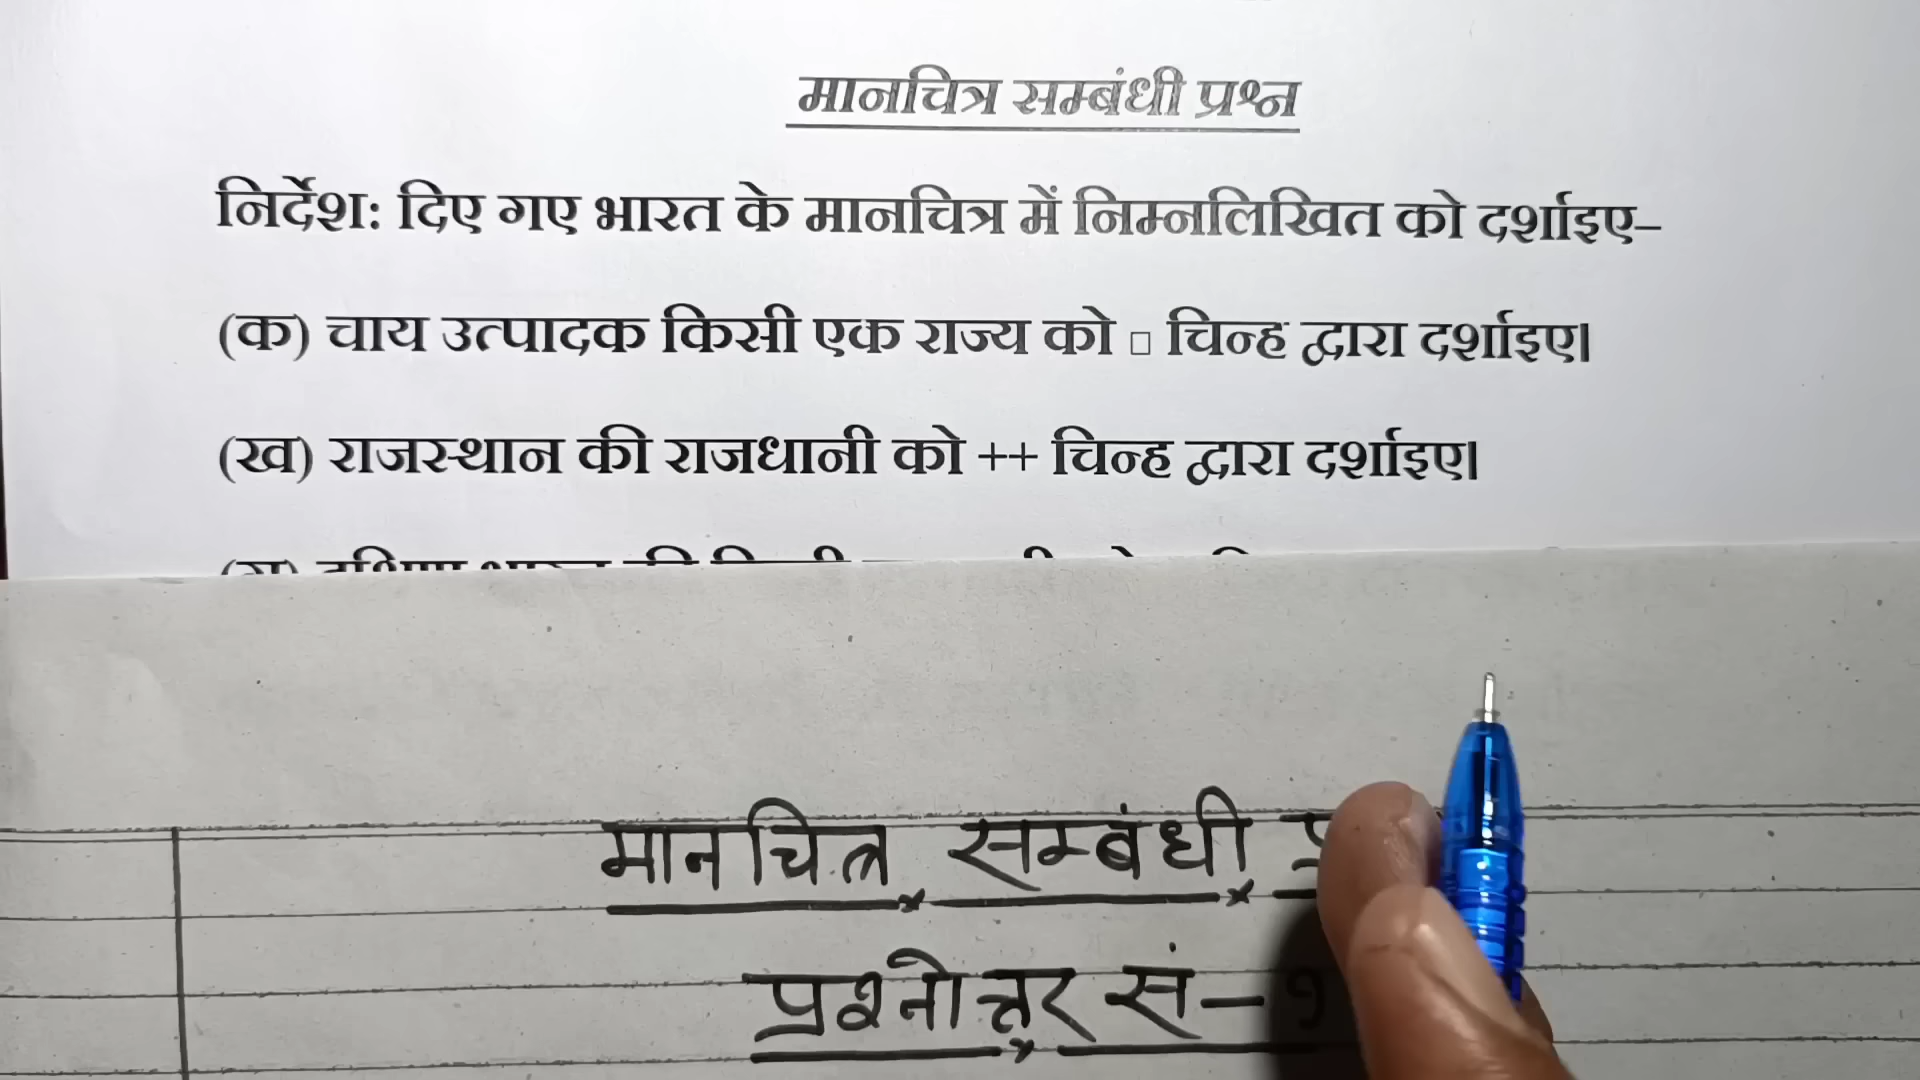 मानचित्र सम्बंधी प्रश्न
निर्देश: दिए गए भारत के मानचित्र में निम्नलिखित को दर्शाइए–
(क) चाय उत्पादक किसी एक राज्य को □ चिन्ह द्वारा दर्शाइए।
(ख) राजस्थान की राजधानी को ++ चिन्ह द्वारा दर्शाइए।
मानचित्र सम्बंधी
प्रश्नोत्तर सं–